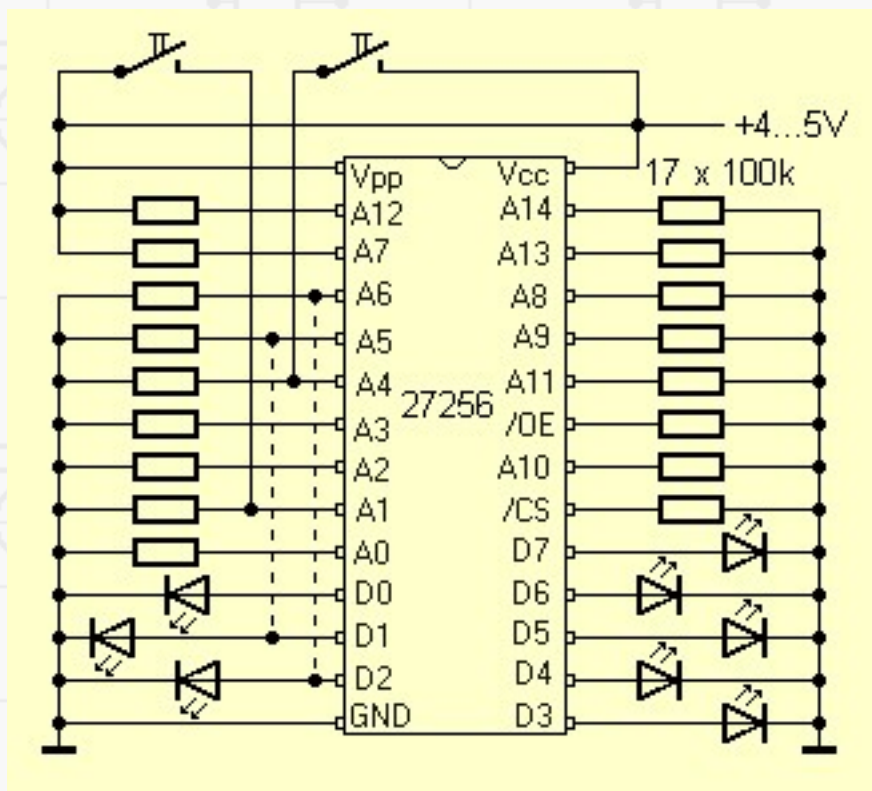 +4...5V
17 x 100k
Vpp Vcc
A12 A14
A7 A13
A6 A8
A5 A9
A4 A11
27256
A3 /OE
A2 A10
A1 /CS
A0 D7
D0 D6
D1 D5
D2 D4
GND D3